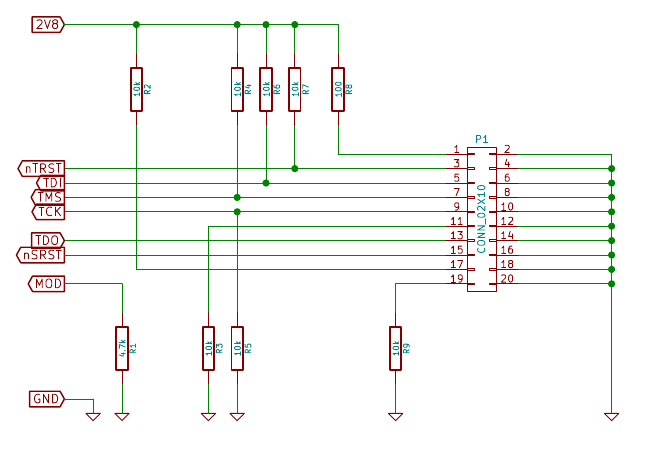 2V8
10k R2
10k R4
10k R6
10k R7
100 R8
P1
nTRST
TDI
TMS
TCK
TDO
nSRST
MOD
GND
1 2
3 4
5 6
7 8
9 10
11 12
13 14
15 16
17 18
19 20
CONN_02X10
4.7k R1
10k R3
10k R5
10k R9